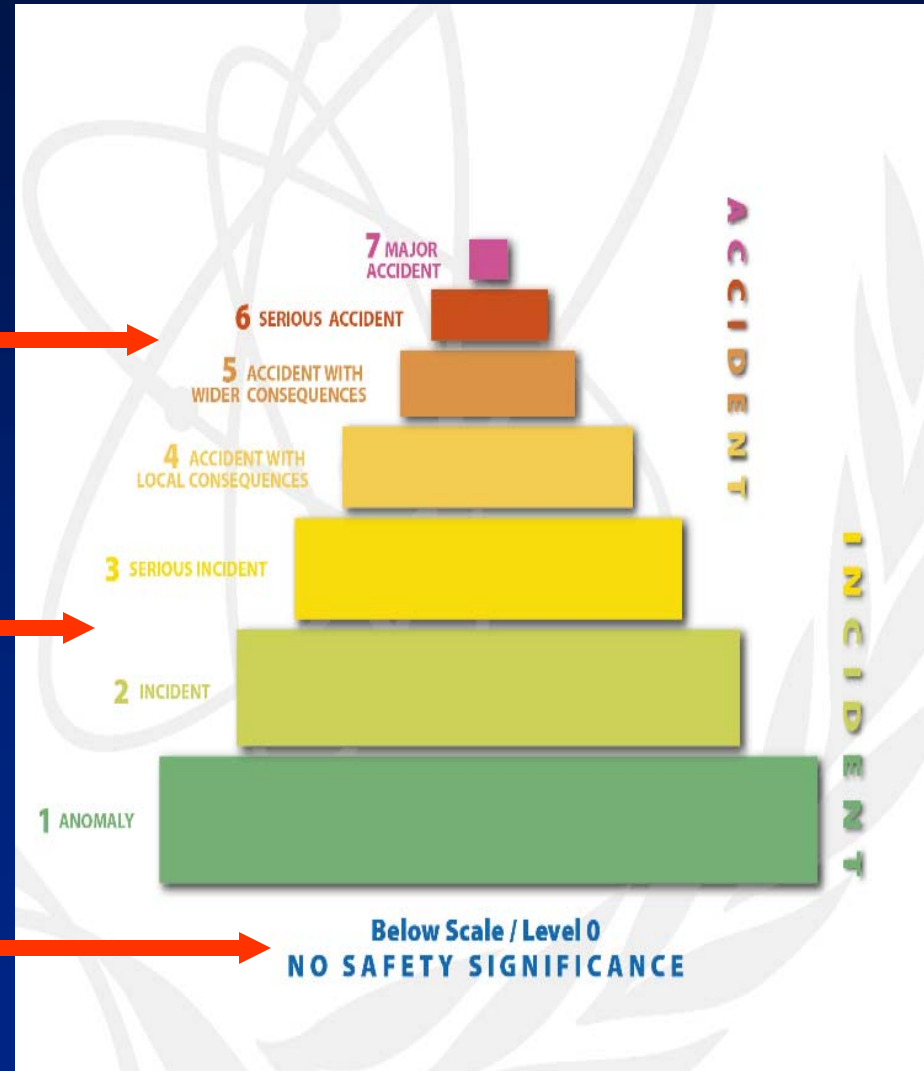 7 MAJOR
ACCIDENT
6 SERIOUS ACCIDENT
5 ACCIDENT WITH
WIDER CONSEQUENCES
4 ACCIDENT WITH
LOCAL CONSEQUENCES
3 SERIOUS INCIDENT
2 INCIDENT
1 ANOMALY
Below Scale / Level 0
NO SAFETY SIGNIFICANCE
ACCIDENT
INCIDENT